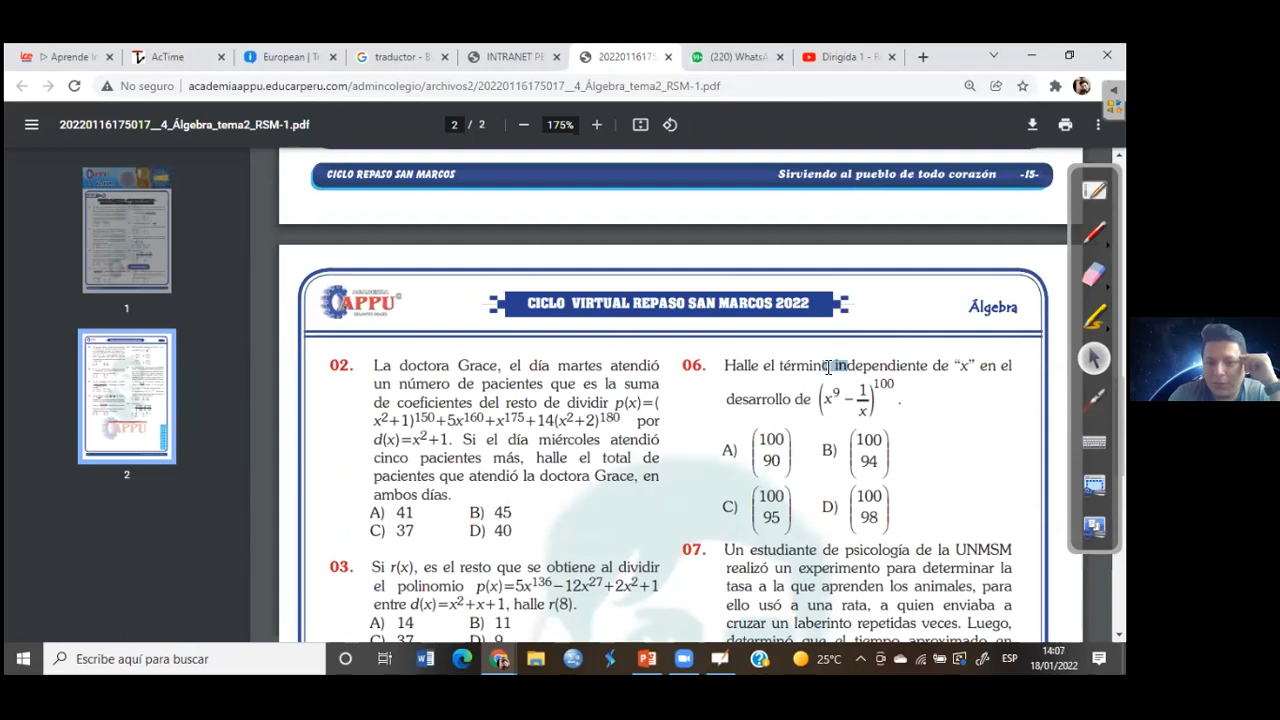 Aprende I
AcTime
European | T
traductor - B
INTRANET PE
20220116175
(220) WhatsA
Dirigida 1 - R
No seguro
academiaappu.educarperu.com/admincolegio/archivos2/20220116175017__4_Álgebra_tema2_RSM-1.pdf
20220116175017__4_Álgebra_tema2_RSM-1.pdf
2 / 2
175%
CICLO REPASO SAN MARCOS
Sirviendo al pueblo de todo corazón -15-
1
2
ACADEMIA
APPU
CICLO VIRTUAL REPASO SAN MARCOS 2022
Álgebra
02. La doctora Grace, el día martes atendió
un número de pacientes que es la suma
de coeficientes del resto de dividir p(x)=(
x²+1)¹⁵⁰+5x¹⁶⁰+x¹⁷⁵+14(x²+2)¹⁸⁰ por
d(x)=x²+1. Si el día miércoles atendió
cinco pacientes más, halle el total de
pacientes que atendió la doctora Grace, en
ambos días.
A) 41 B) 45
C) 37 D) 40
03. Si r(x), es el resto que se obtiene al dividir
el polinomio p(x)=5x¹³⁶−12x²⁷+2x²+1
entre d(x)=x²+x+1, halle r(8).
A) 14 B) 11
C) 37 D) 9
06. Halle el término independiente de “x” en el
desarrollo de (x⁹ − 1/x)¹⁰⁰ .
A) (100 90) B) (100 94)
C) (100 95) D) (100 98)
07. Un estudiante de psicología de la UNMSM
realizó un experimento para determinar la
tasa a la que aprenden los animales, para
ello usó a una rata, a quien enviaba a
cruzar un laberinto repetidas veces. Luego,
determinó que el tiempo aproximado en
Escribe aquí para buscar
25°C
ESP
14:07
18/01/2022